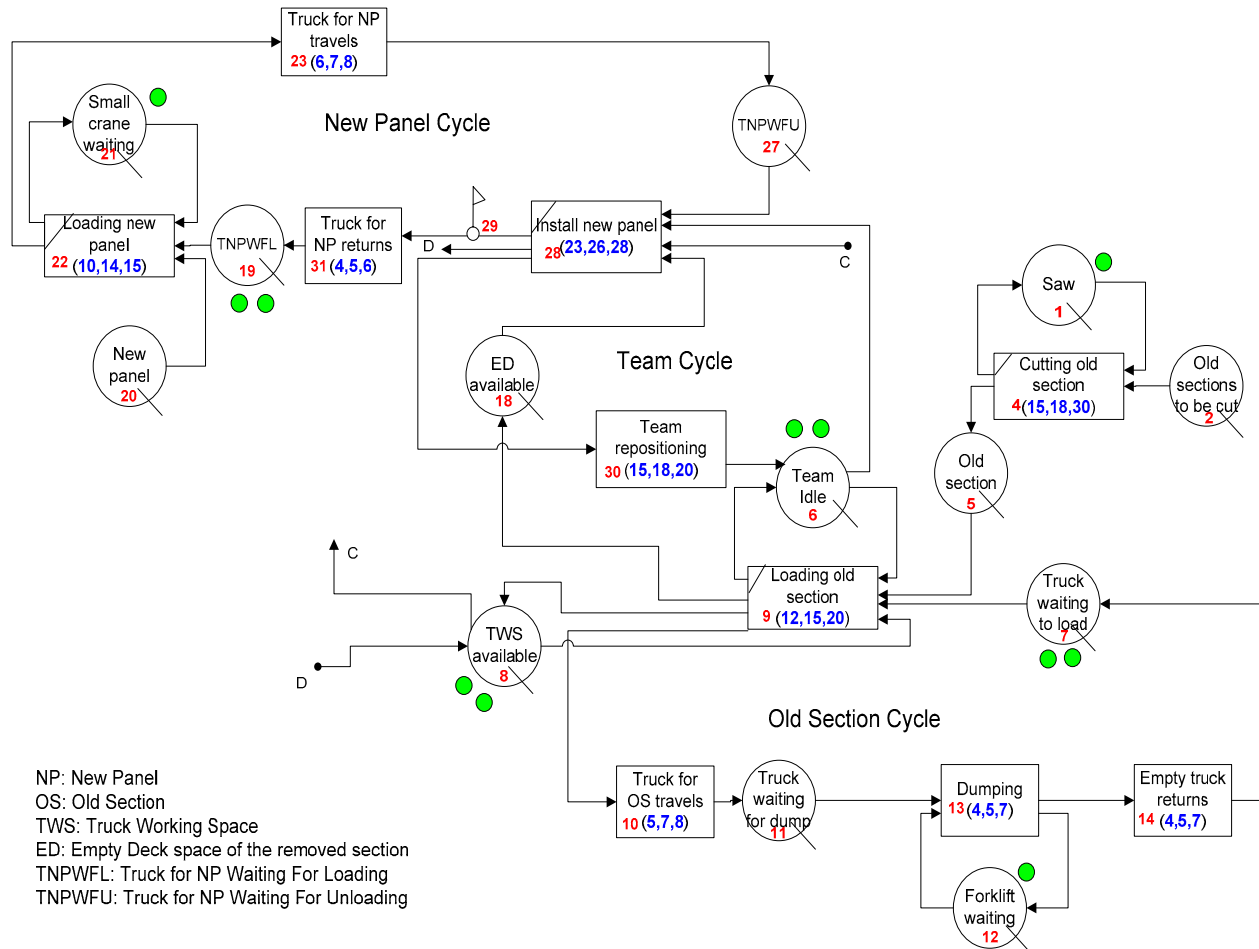 Truck for NP
travels
23 (6,7,8)
Small
crane
waiting
21
New Panel Cycle
TNPWFU
27
Loading new
panel
22 (10,14,15)
TNPWFL
19
Truck for
NP returns
31 (4,5,6)
29
D
Install new panel
28 (23,26,28)
C
Saw
1
New
panel
20
ED
available
18
Team Cycle
Cutting old
section
4 (15,18,30)
Old
sections
to be cut
2
Team
repositioning
30 (15,18,20)
Team
Idle
6
Old
section
5
C
Loading old
section
9 (12,15,20)
Truck
waiting
to load
7
TWS
available
8
D
Old Section Cycle
Truck for
OS travels
10 (5,7,8)
Truck
waiting
for dump
11
Dumping
13 (4,5,7)
Empty truck
returns
14 (4,5,7)
Forklift
waiting
12
NP: New Panel
OS: Old Section
TWS: Truck Working Space
ED: Empty Deck space of the removed section
TNPWFL: Truck for NP Waiting For Loading
TNPWFU: Truck for NP Waiting For Unloading